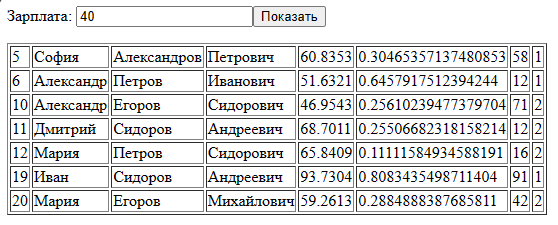 Зарплата: 40 Показать
5 София Александров Петрович 60.8353 0.30465357137480853 58 1
6 Александр Петров Иванович 51.6321 0.6457917512394244 12 1
10 Александр Егоров Сидорович 46.9543 0.25610239477379704 71 2
11 Дмитрий Сидоров Андреевич 68.7011 0.25506682318158214 12 2
12 Мария Петров Сидорович 65.8409 0.11111584934588191 16 2
19 Иван Сидоров Андреевич 93.7304 0.8083435498711404 91 1
20 Мария Егоров Михайлович 59.2613 0.2884888387685811 42 2